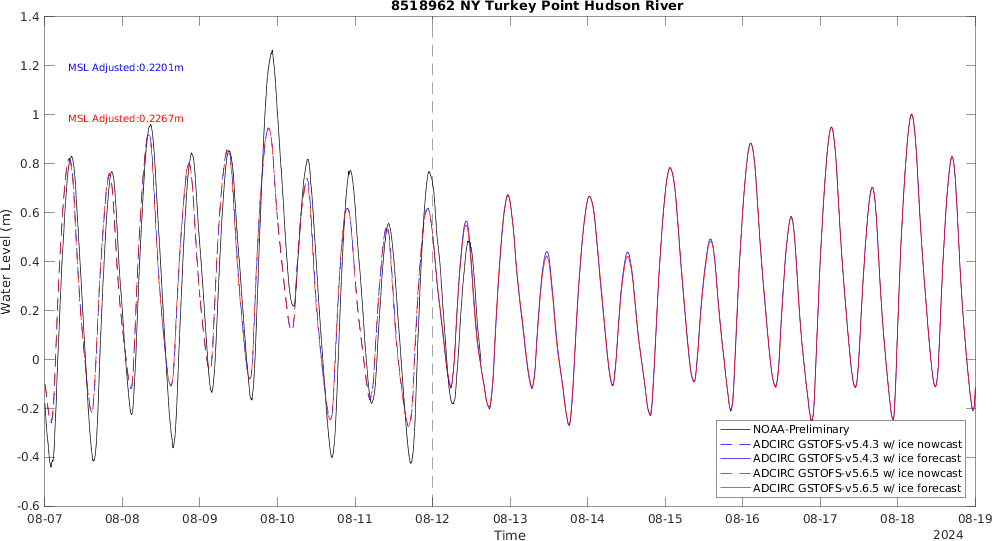 8518962 NY Turkey Point Hudson River
MSL Adjusted:0.2201m
MSL Adjusted:0.2267m
Water Level (m)
1.4
1.2
1
0.8
0.6
0.4
0.2
0
-0.2
-0.4
-0.6
NOAA-Preliminary
ADCIRC GSTOFS-v5.4.3 w/ ice nowcast
ADCIRC GSTOFS-v5.4.3 w/ ice forecast
ADCIRC GSTOFS-v5.6.5 w/ ice nowcast
ADCIRC GSTOFS-v5.6.5 w/ ice forecast
08-07 08-08 08-09 08-10 08-11 08-12 08-13 08-14 08-15 08-16 08-17 08-18 08-19
Time
2024